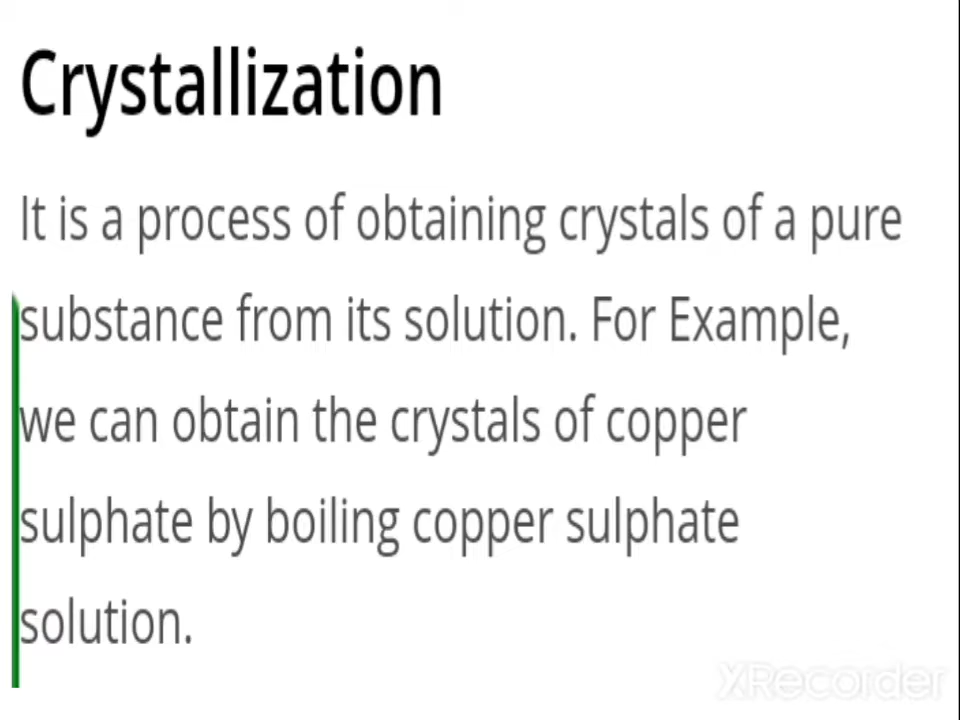 Crystallization
It is a process of obtaining crystals of a pure
substance from its solution. For Example,
we can obtain the crystals of copper
sulphate by boiling copper sulphate
solution.
XRecorder